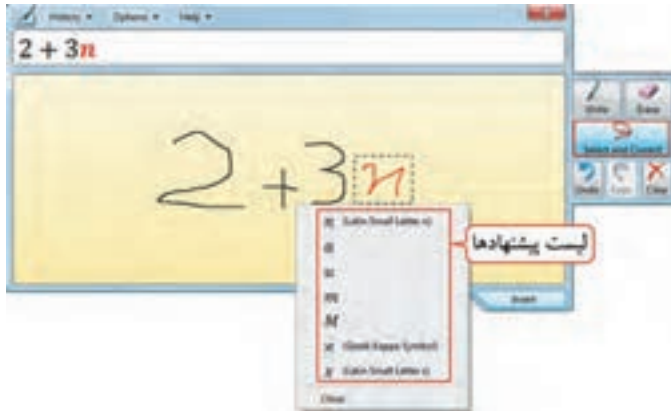 History Options Help
2 + 3n
2 + 3n
Write Erase
Select and Correct
Undo Redo Clear
n (Latin Small Letter n)
a
u
m
M
ϰ (Greek Kappa Symbol)
x (Latin Small Letter x)
Close
لیست پیشنهادها
Insert